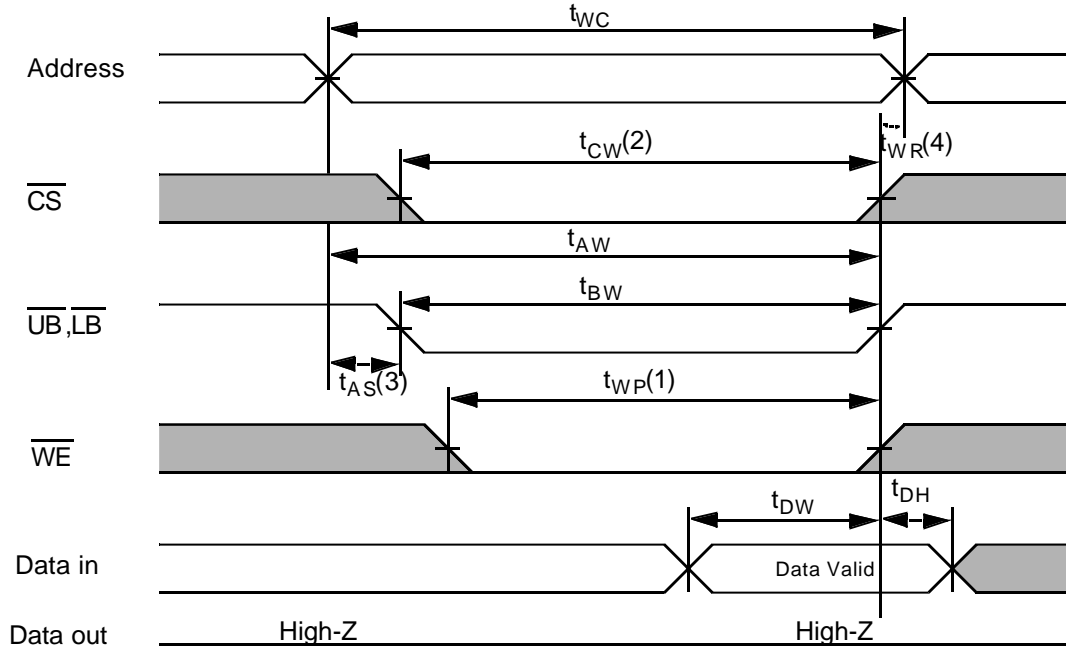 tWC
Address
tCW(2)
tWR(4)
CS
tAW
tBW
UB,LB
tAS(3)
tWP(1)
WE
tDW
tDH
Data in
Data Valid
Data out
High-Z
High-Z